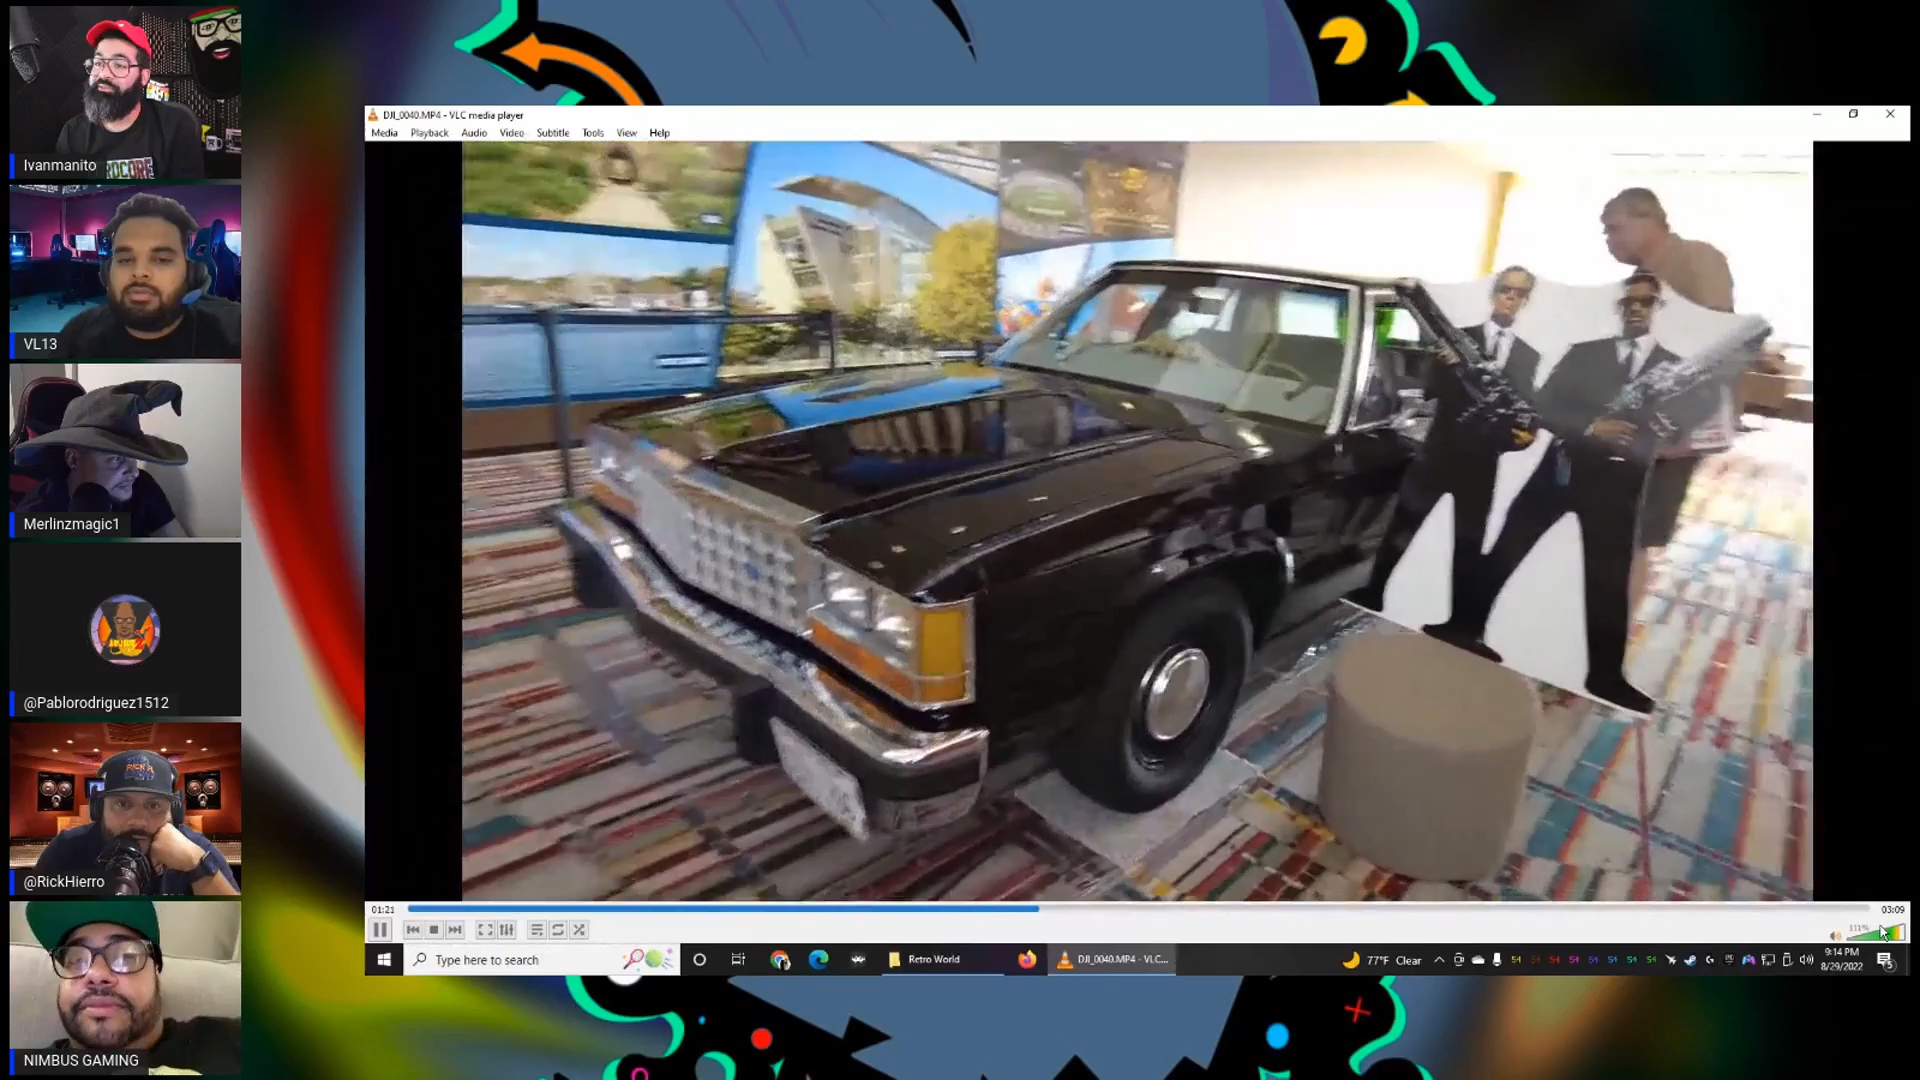 Ivanmanito
RDCORE
VL13
Merlinzmagic1
@Pablorodriguez1512
@RickHierro
NIMBUS GAMING
DJI_0040.MP4 - VLC media player
Media Playback Audio Video Subtitle Tools View Help
01:21
03:09
111%
Type here to search
Retro World
DJI_0040.MP4 - VLC...
77°F Clear
9:14 PM
8/29/2022